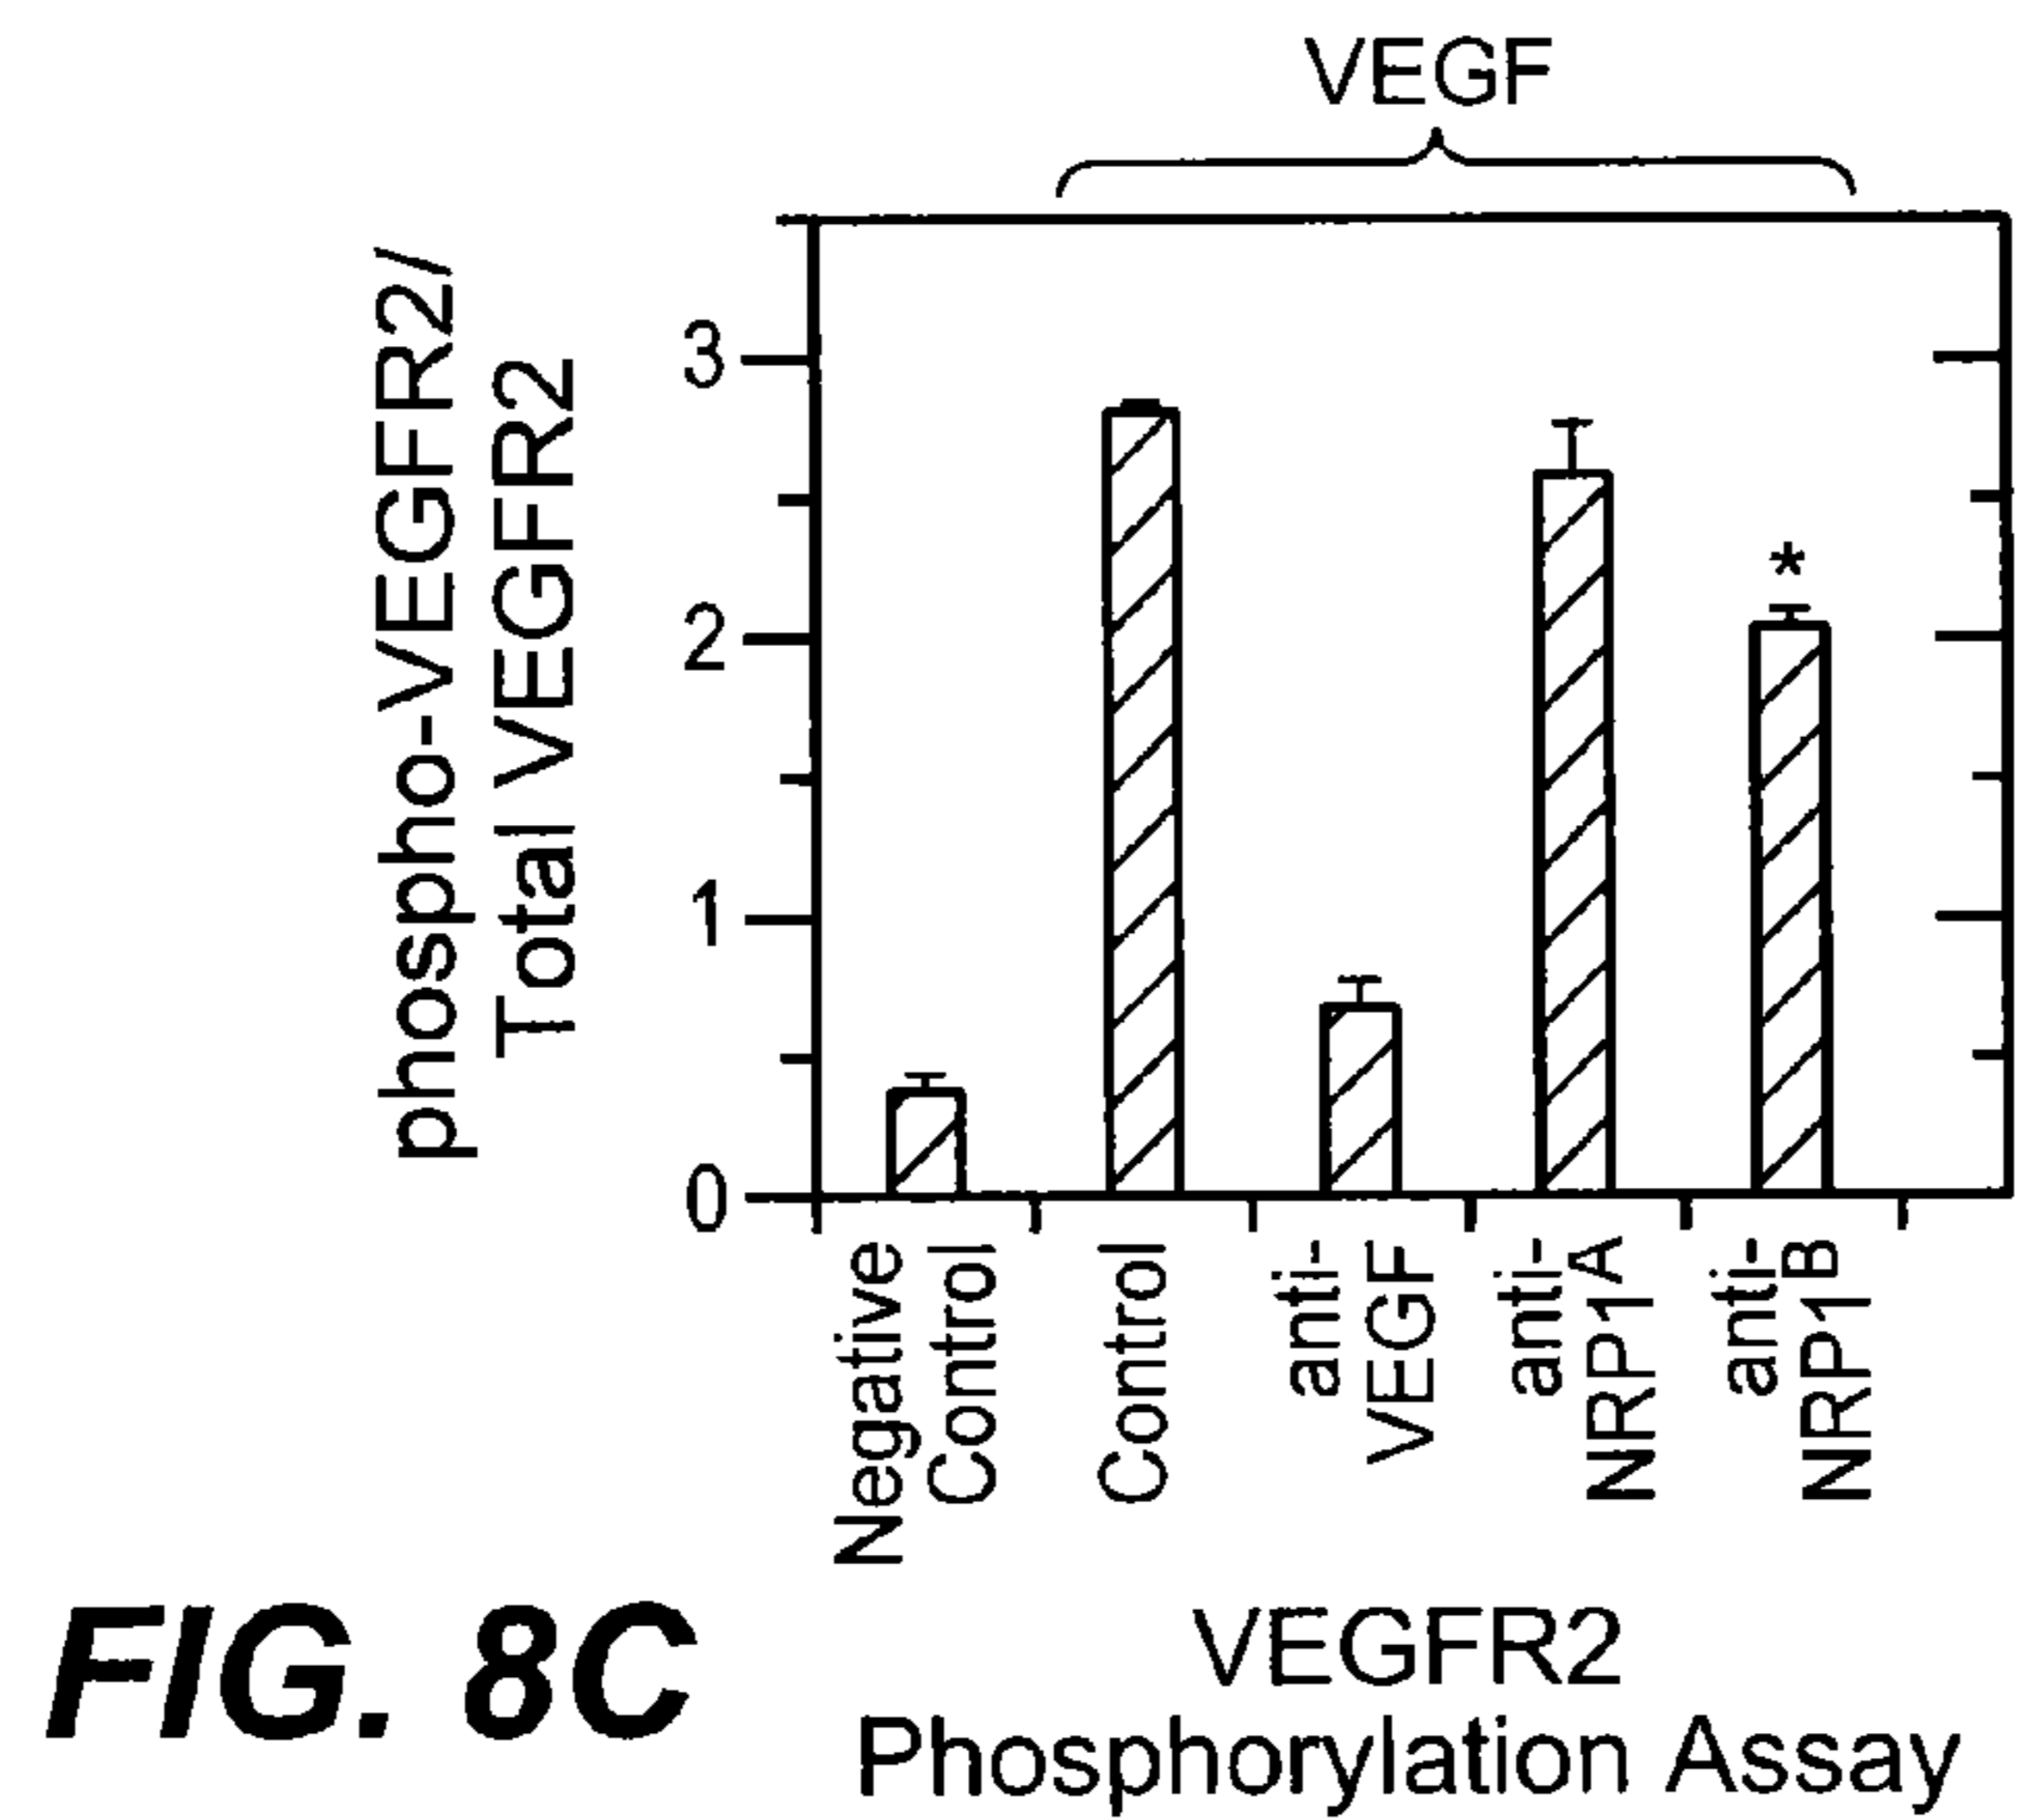 VEGF
phospho-VEGFR2/
Total VEGFR2
3
2
1
0
Negative
Control
Control
anti-
VEGF
anti-
NRP1A
anti-
NRP1B
*
FIG. 8C
VEGFR2
Phosphorylation Assay